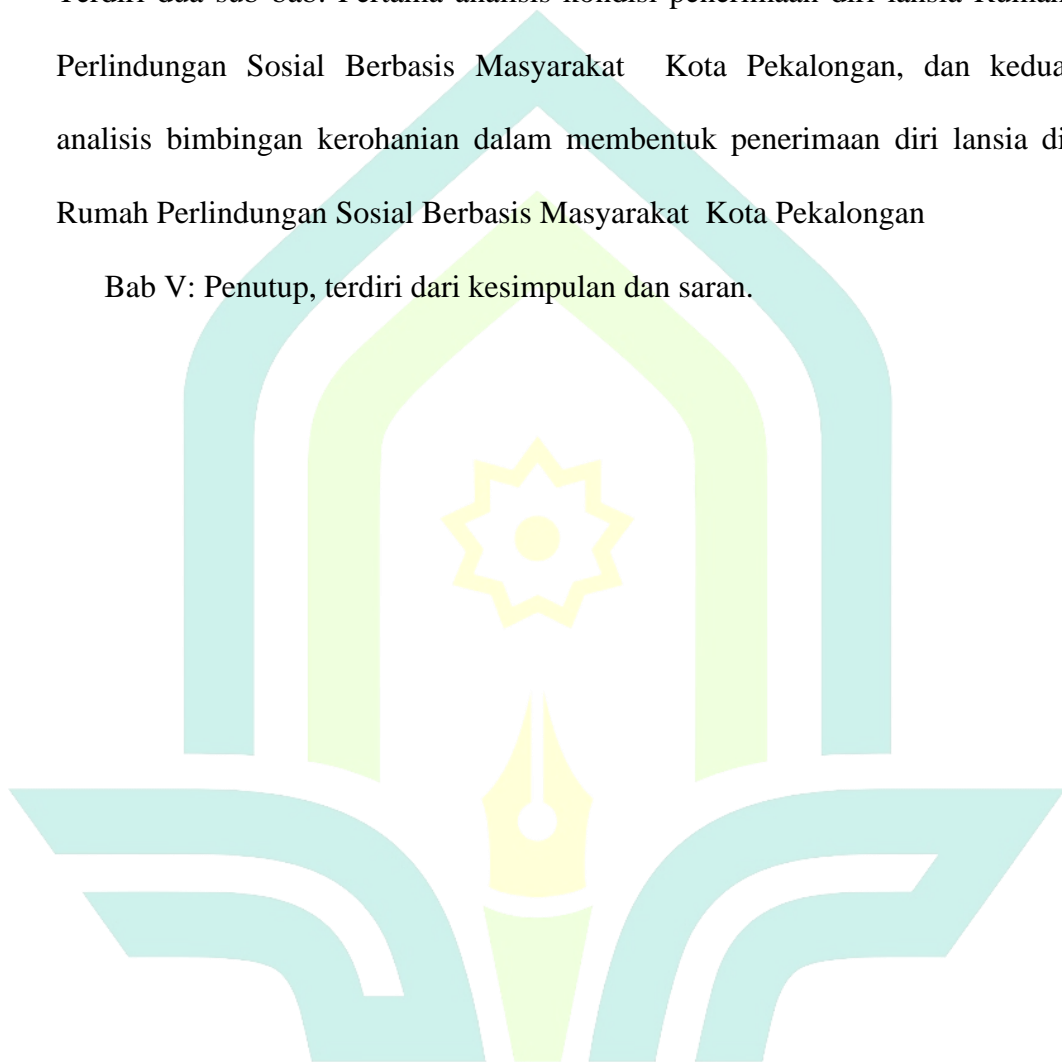 Terdiri dua sub bab. Pertama analisis kondisi penerimaan diri lansia Rumah
Perlindungan Sosial Berbasis Masyarakat Kota Pekalongan, dan kedua
analisis bimbingan kerohanian dalam membentuk penerimaan diri lansia di
Rumah Perlindungan Sosial Berbasis Masyarakat Kota Pekalongan
Bab V: Penutup, terdiri dari kesimpulan dan saran.